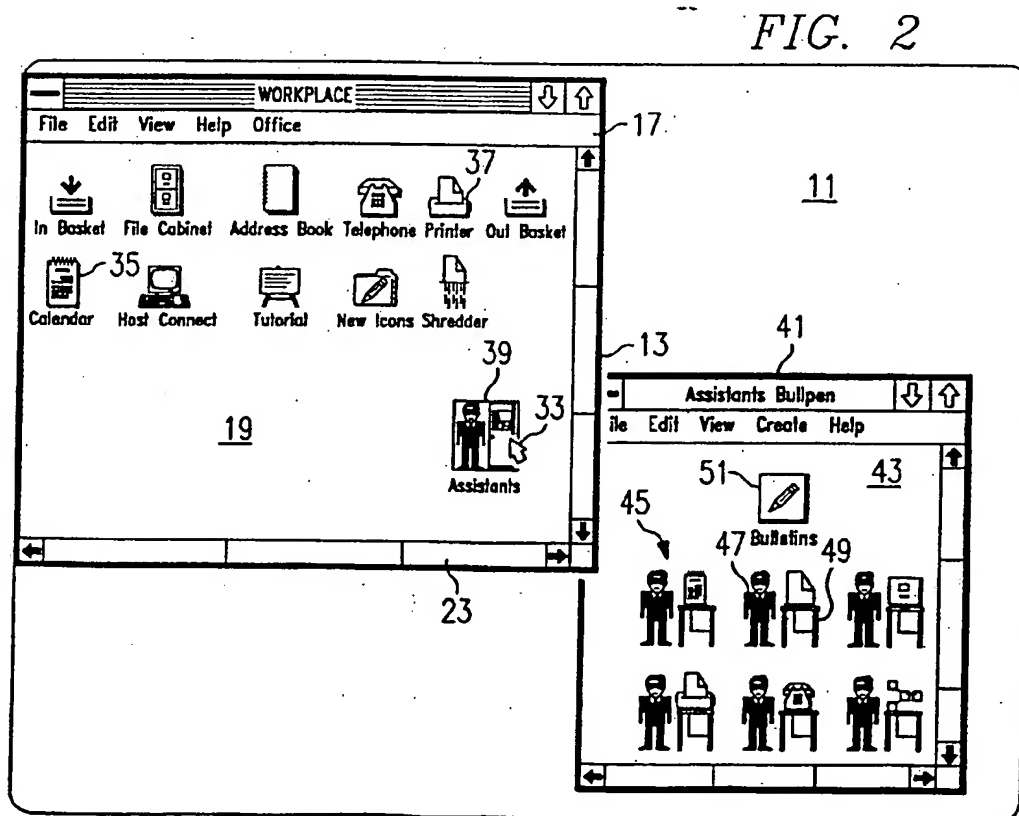 FIG. 2
WORKPLACE
File Edit View Help Office
17
37
11
In Basket File Cabinet Address Book Telephone Printer Out Basket
35
Calendar Host Connect Tutorial New Icons Shredder
13
41
39
Assistants Bullpen
33
ile Edit View Create Help
19
43
51
Assistants
45
Bulletins
47
49
23